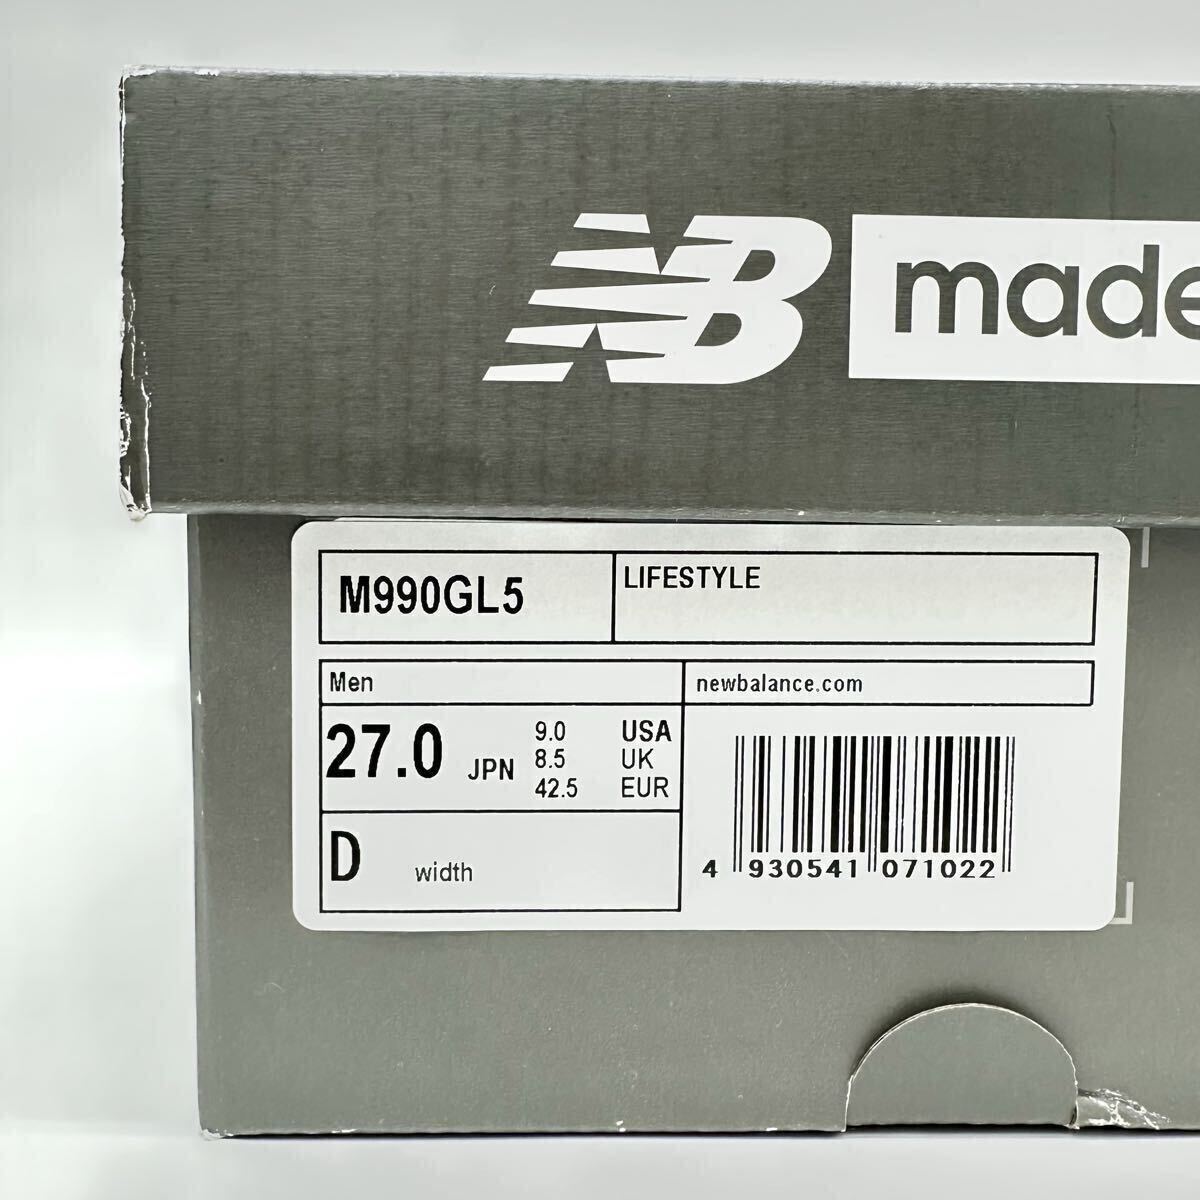 NB made
M990GL5
LIFESTYLE
Men
newbalance.com
27.0 JPN
9.0 USA
8.5 UK
42.5 EUR
D width
4 930541 071022